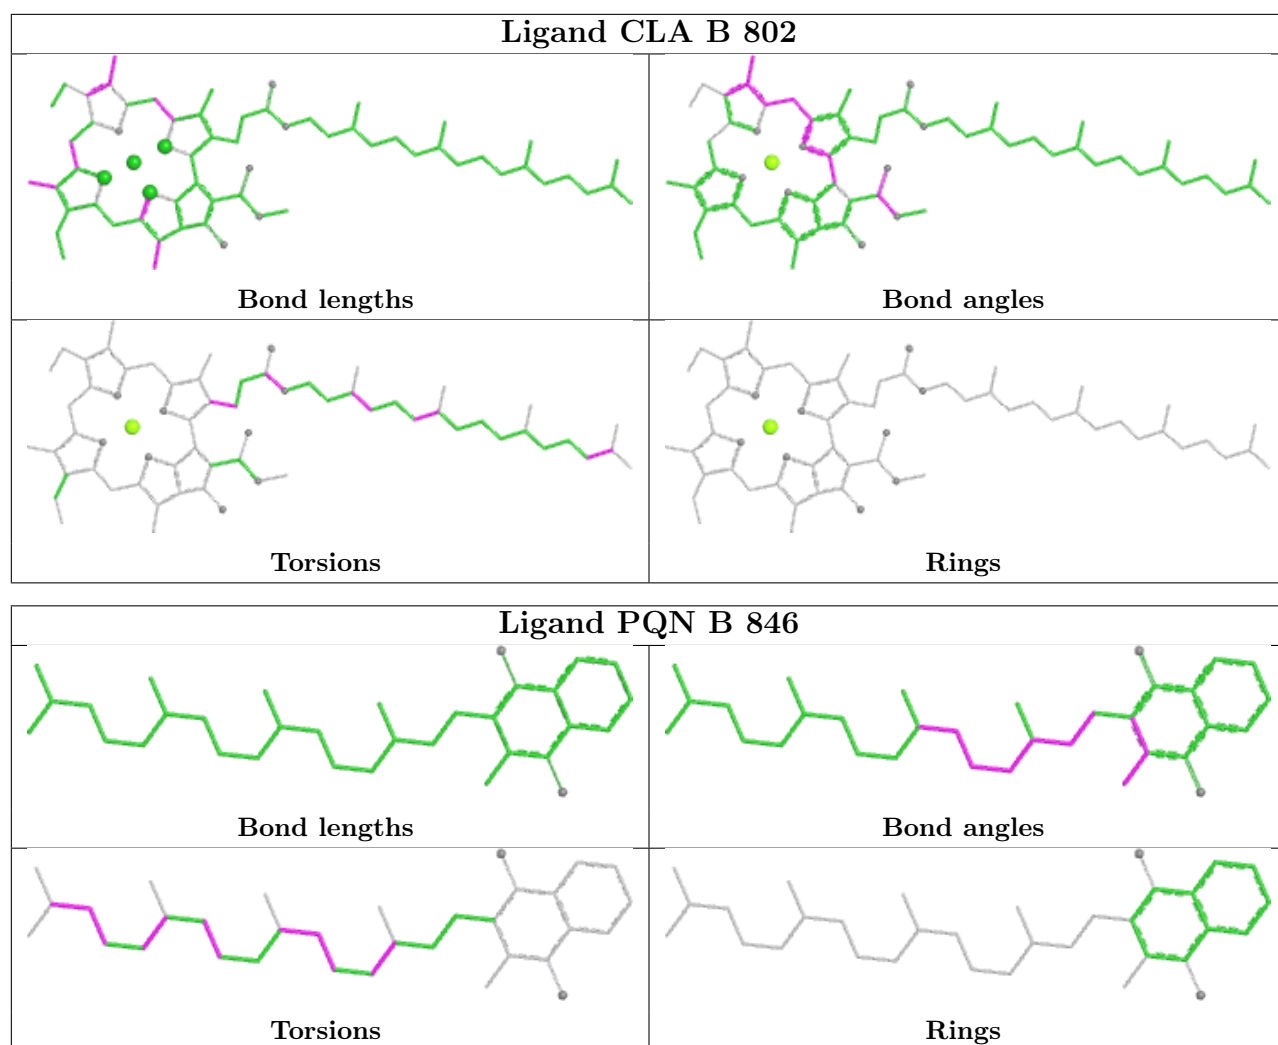 Ligand CLA B 802
Bond lengths
Bond angles
Torsions
Rings
Ligand PQN B 846
Bond lengths
Bond angles
Torsions
Rings